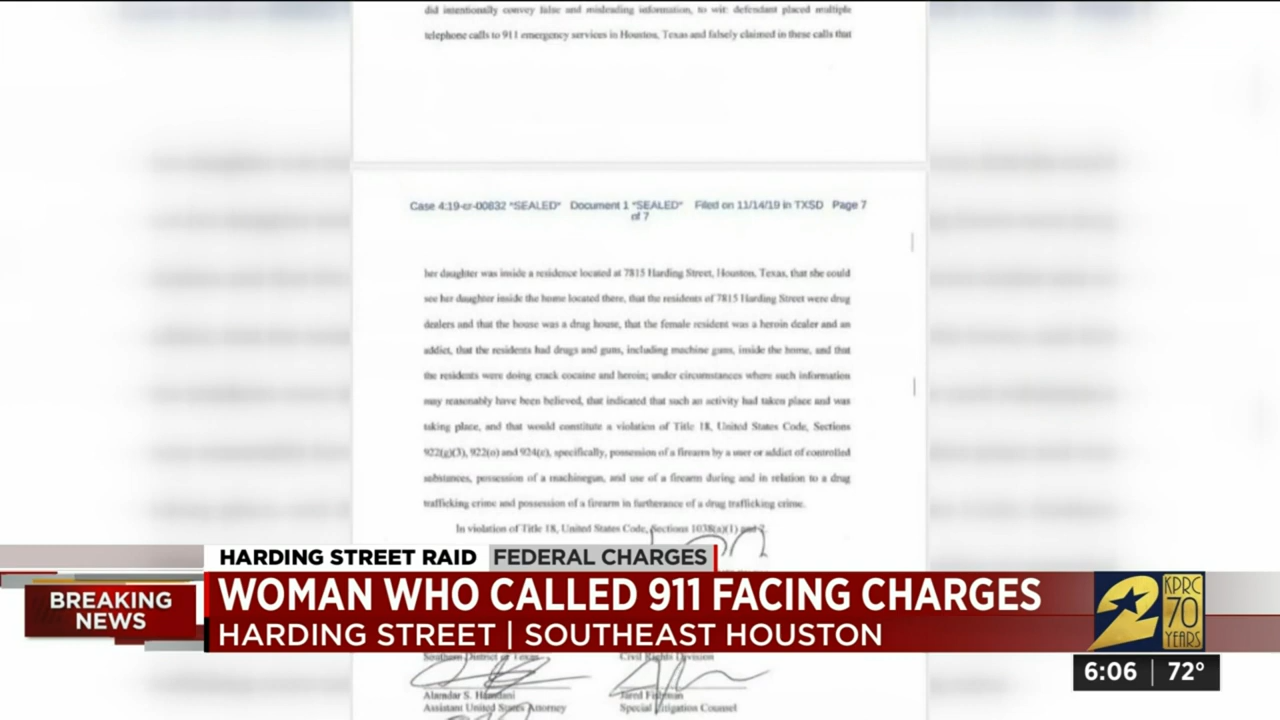 did intentionally convey false and misleading information, to wit: defendant placed multiple
telephone calls to 911 emergency services in Houston, Texas and falsely claimed in these calls that
Case 4:19-cr-00832 *SEALED* Document 1 *SEALED* Filed on 11/14/19 in TXSD Page 7
of 7
her daughter was inside a residence located at 7815 Harding Street, Houston, Texas, that she could
see her daughter inside the home located there, that the residents of 7815 Harding Street were drug
dealers and that the house was a drug house, that the female resident was a heroin dealer and an
addict, that the residents had drugs and guns, including machine guns, inside the home, and that
the residents were doing crack cocaine and heroin; under circumstances where such information
may reasonably have been believed, that indicated that such an activity had taken place and was
taking place, and that would constitute a violation of Title 18, United States Code, Sections
922(g)(3), 922(o) and 924(c), specifically, possession of a firearm by a user or addict of controlled
substances, possession of a machinegun, and use of a firearm during and in relation to a drug
trafficking crime and possession of a firearm in furtherance of a drug trafficking crime.
In violation of Title 18, United States Code, Sections 1038(a)(1) and 2.
HARDING STREET RAID FEDERAL CHARGES
BREAKING
NEWS
WOMAN WHO CALLED 911 FACING CHARGES
HARDING STREET | SOUTHEAST HOUSTON
2 KPRC
70
YEARS
6:06 | 72°
Southern District of Texas
Civil Rights Division
Alamdar S. Hamdani
Assistant United States Attorney
Jared Fishman
Special Litigation Counsel